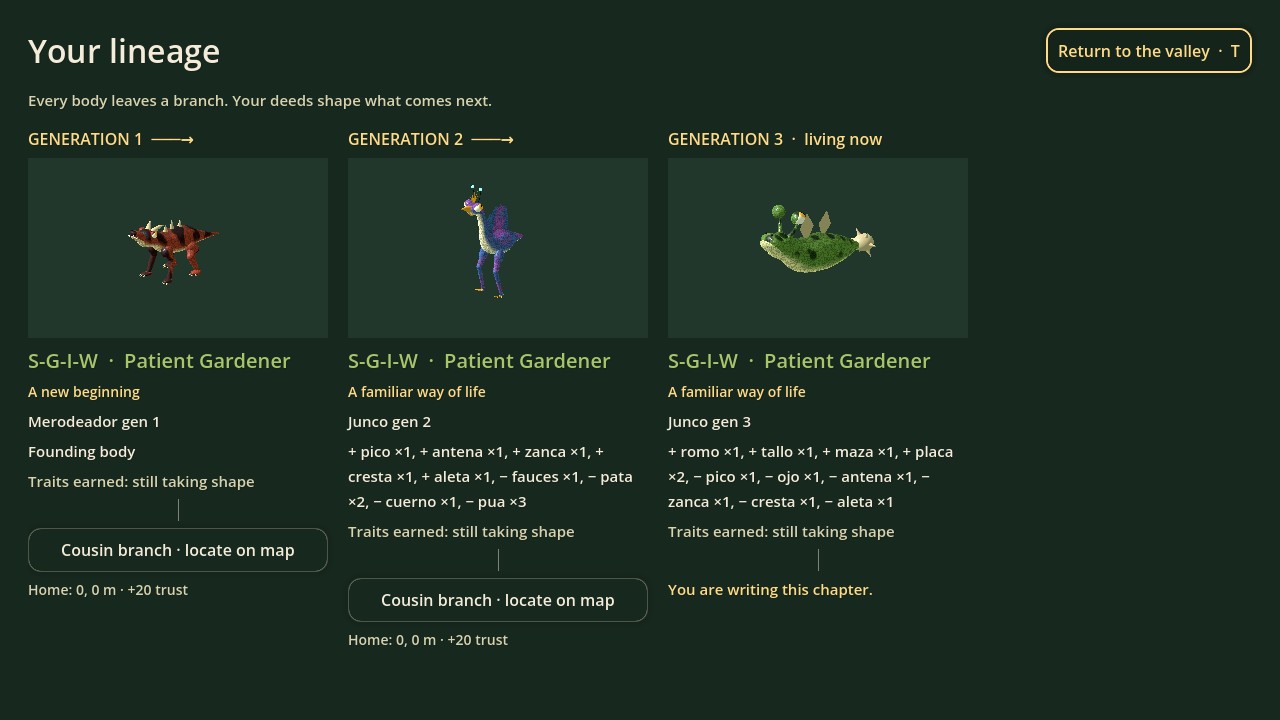 Your lineage
Return to the valley · T
Every body leaves a branch. Your deeds shape what comes next.
GENERATION 1 ——→
GENERATION 2 ——→
GENERATION 3 · living now
S-G-I-W · Patient Gardener
A new beginning
Merodeador gen 1
Founding body
Traits earned: still taking shape
Cousin branch · locate on map
Home: 0, 0 m · +20 trust
S-G-I-W · Patient Gardener
A familiar way of life
Junco gen 2
+ pico ×1, + antena ×1, + zanca ×1, +
cresta ×1, + aleta ×1, − fauces ×1, − pata
×2, − cuerno ×1, − pua ×3
Traits earned: still taking shape
Cousin branch · locate on map
Home: 0, 0 m · +20 trust
S-G-I-W · Patient Gardener
A familiar way of life
Junco gen 3
+ romo ×1, + tallo ×1, + maza ×1, + placa
×2, − pico ×1, − ojo ×1, − antena ×1, −
zanca ×1, − cresta ×1, − aleta ×1
Traits earned: still taking shape
You are writing this chapter.